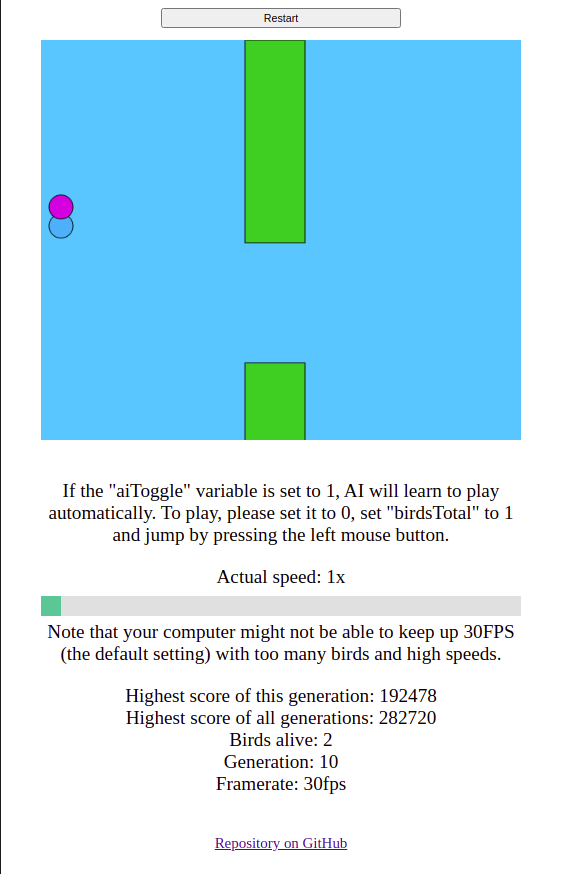 Restart
If the "aiToggle" variable is set to 1, AI will learn to play
automatically. To play, please set it to 0, set "birdsTotal" to 1
and jump by pressing the left mouse button.
Actual speed: 1x
Note that your computer might not be able to keep up 30FPS
(the default setting) with too many birds and high speeds.
Highest score of this generation: 192478
Highest score of all generations: 282720
Birds alive: 2
Generation: 10
Framerate: 30fps
Repository on GitHub